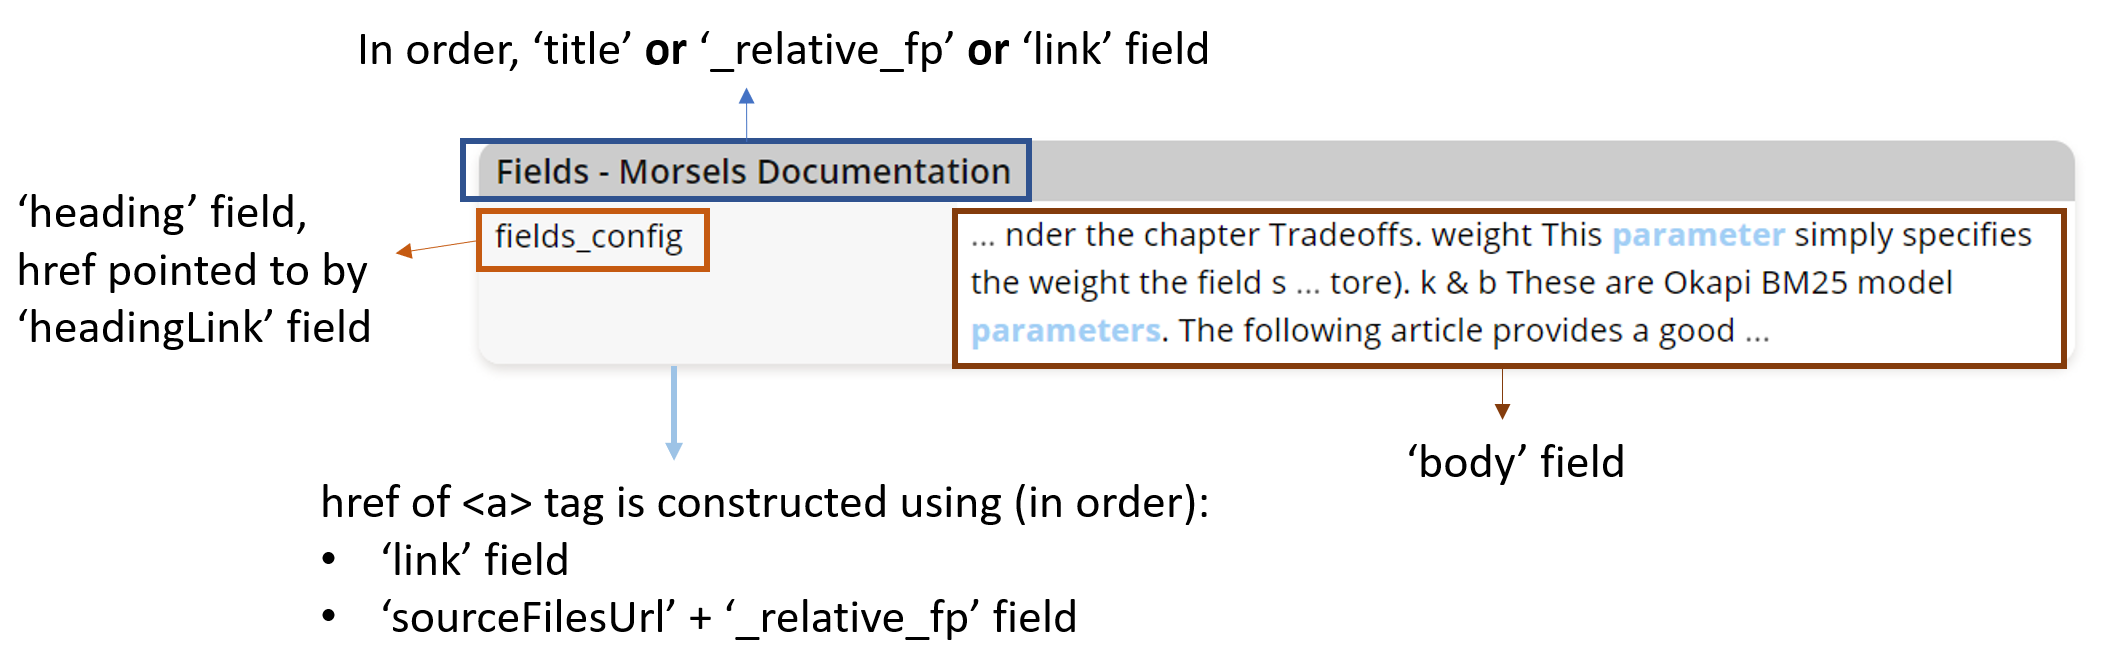 In order, ‘title’ or ‘_relative_fp’ or ‘link’ field
Fields - Morsels Documentation
‘heading’ field,
href pointed to by
‘headingLink’ field
fields_config
... nder the chapter Tradeoffs. weight This parameter simply specifies
the weight the field s ... tore). k & b These are Okapi BM25 model
parameters. The following article provides a good ...
‘body’ field
href of <a> tag is constructed using (in order):
• ‘link’ field
• ‘sourceFilesUrl’ + ‘_relative_fp’ field